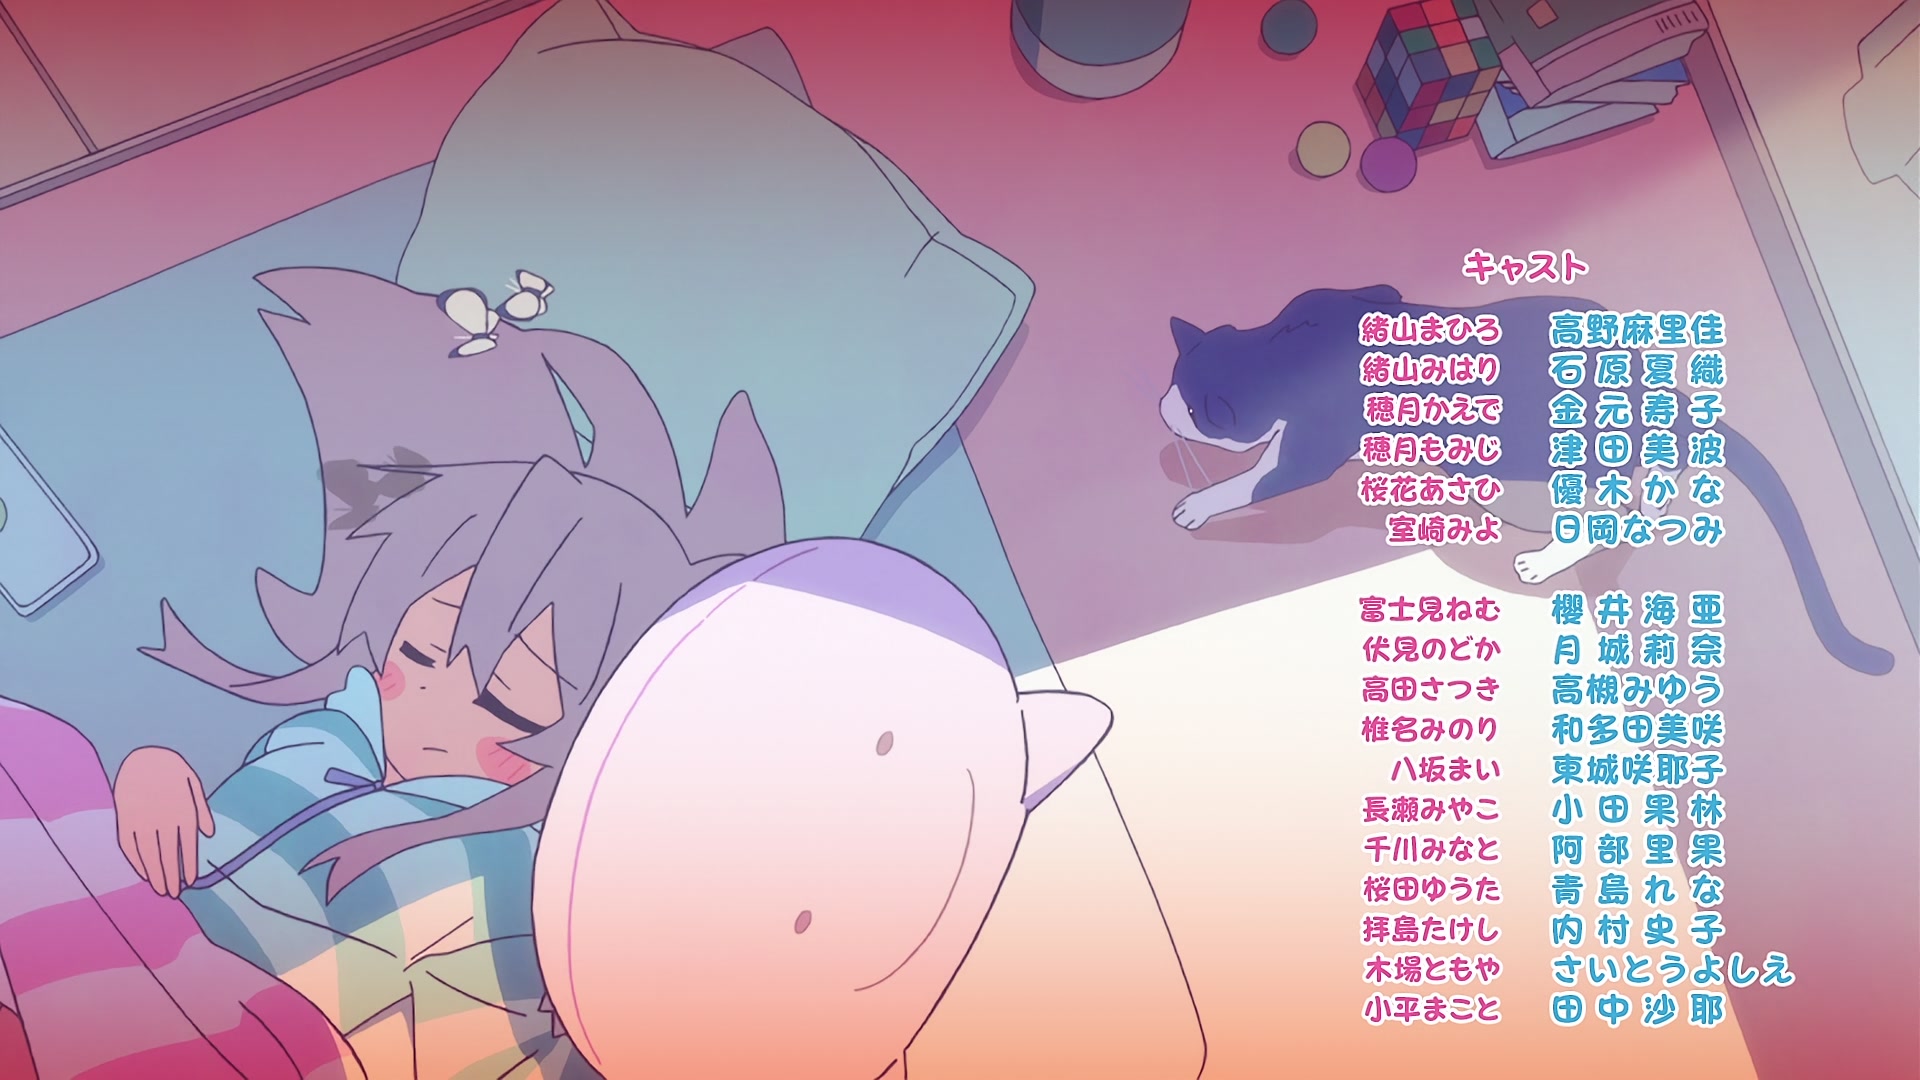 キャスト
緒山まひろ 高野麻里佳
緒山みはり 石原夏織
穂月かえで 金元寿子
穂月もみじ 津田美波
桜花あさひ 優木かな
室崎みよ 日岡なつみ
富士見ねむ 櫻井海亜
伏見のどか 月城莉奈
高田さつき 高槻みゆう
椎名みのり 和多田美咲
八坂まい 東城咲耶子
長瀬みやこ 小田果林
千川みなと 阿部里果
桜田ゆうた 青島れな
拝島たけし 内村史子
木場ともや さいとうよしえ
小平まこと 田中沙耶